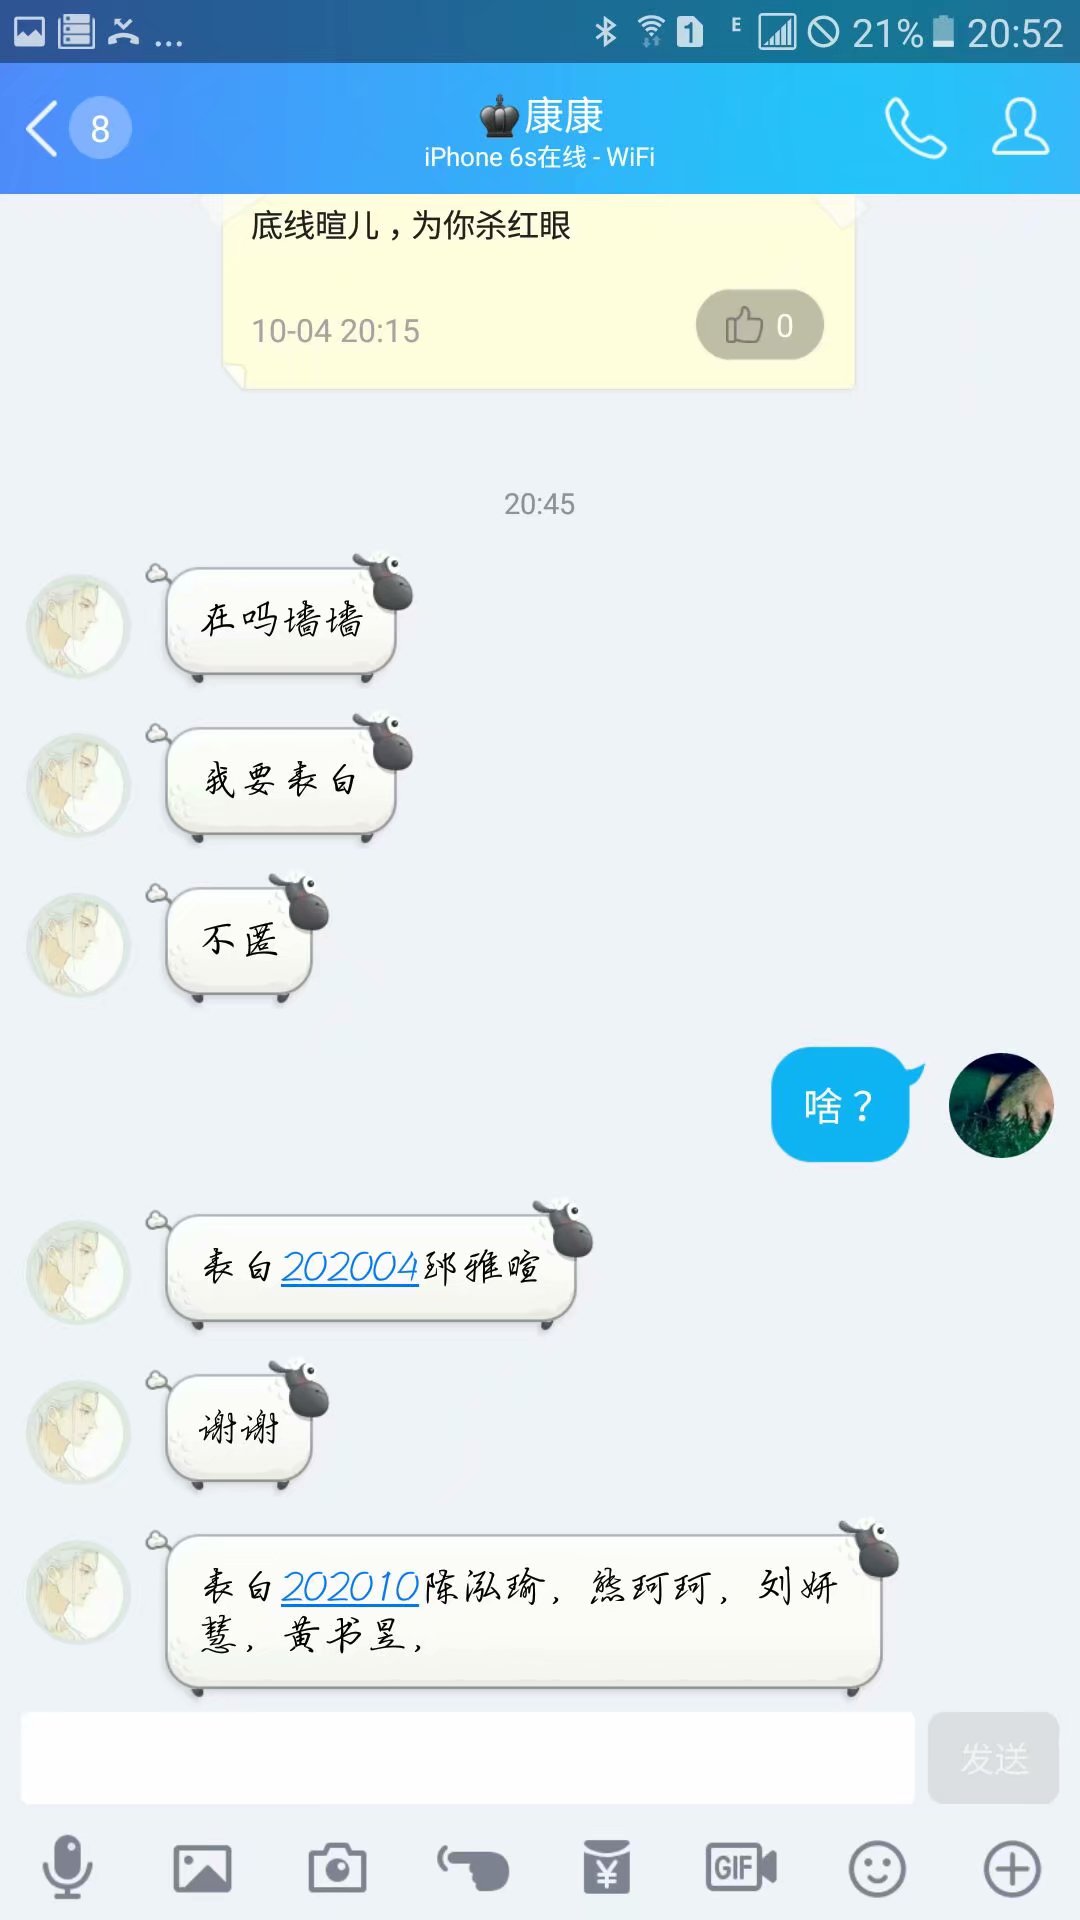 ... E 21% 20:52
8
康康
iPhone 6s在线 - WiFi
底线暄儿，为你杀红眼
10-04 20:15
0
20:45
在吗墙墙
我要表白
不匿
啥？
表白202004邳雅暄
谢谢
表白202010陈泓瑜，熊珂珂，刘妍
慧，黄书昱，
发送
¥
GIF